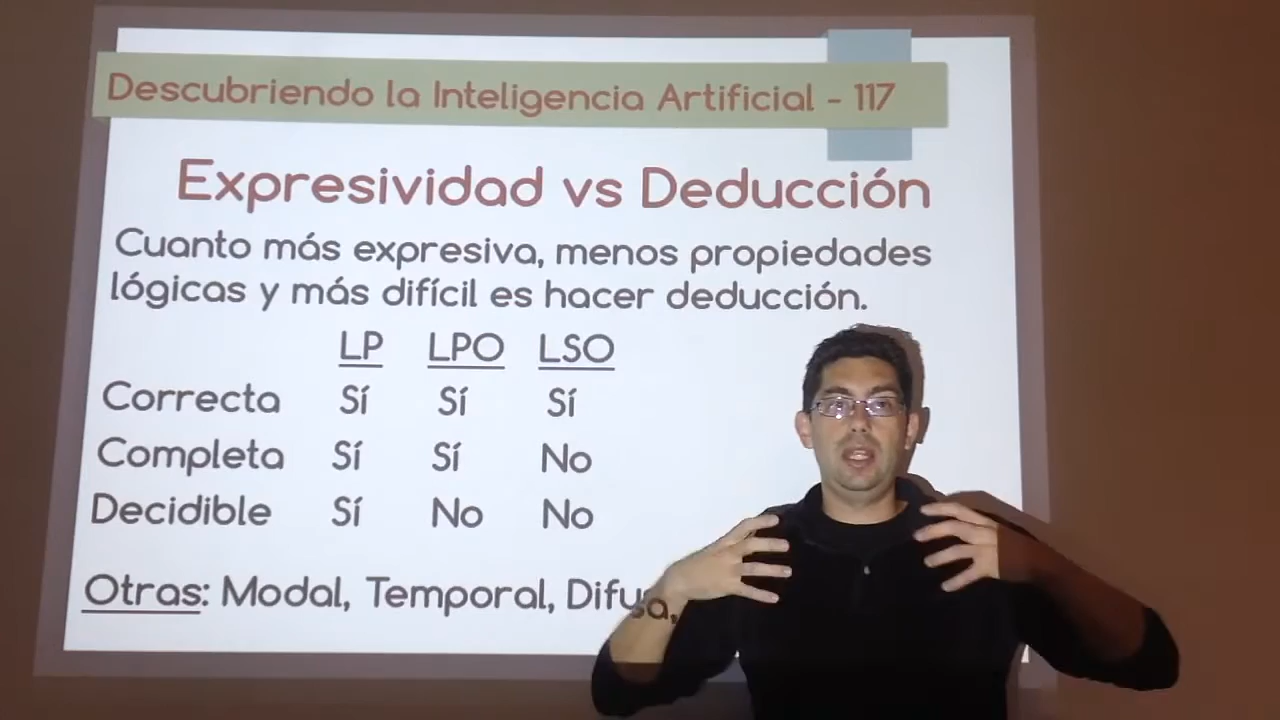 Descubriendo la Inteligencia Artificial - 117
Expresividad vs Deducción
Cuanto más expresiva, menos propiedades
lógicas y más difícil es hacer deducción.
LP LPO LSO
Correcta Sí Sí Sí
Completa Sí Sí No
Decidible Sí No No
Otras: Modal, Temporal, Difusa,